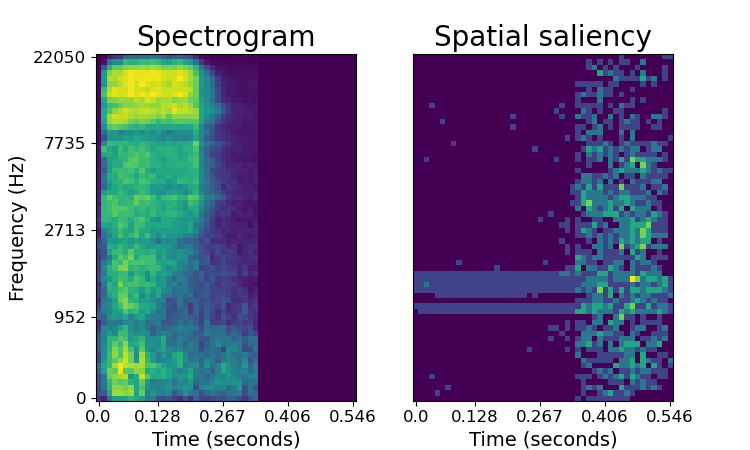 Spectrogram
Spatial saliency
Frequency (Hz)
22050
7735
2713
952
0
0.0 0.128 0.267 0.406 0.546
0.0 0.128 0.267 0.406 0.546
Time (seconds)
Time (seconds)